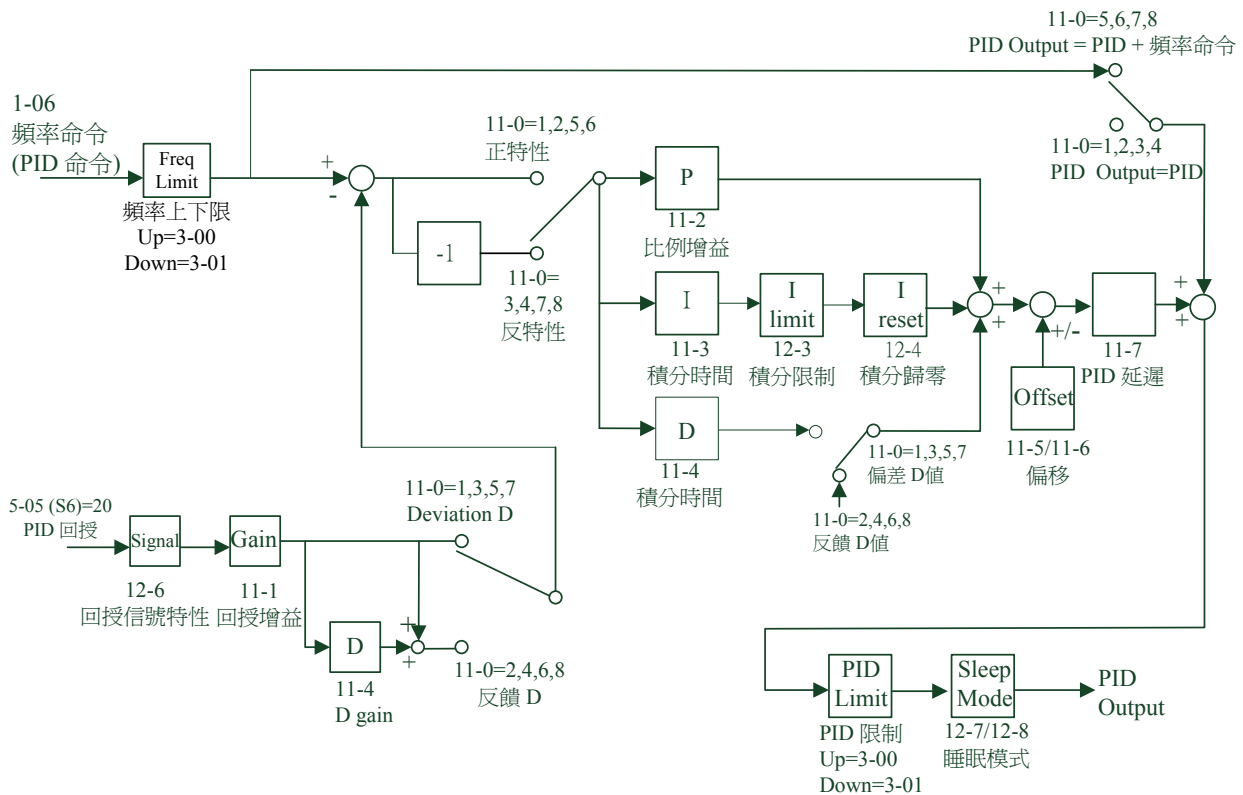 11-0=5,6,7,8
PID Output = PID + 頻率命令
1-06
頻率命令
(PID 命令)
Freq
Limit
頻率上下限
Up=3-00
Down=3-01
+
-
11-0=1,2,5,6
正特性
-1
11-0=
3,4,7,8
反特性
P
11-2
比例增益
11-0=1,2,3,4
PID Output=PID
I
11-3
積分時間
I
limit
12-3
積分限制
I
reset
12-4
積分歸零
+
+
+/-
Offset
11-5/11-6
偏移
11-7
PID 延遲
+
+
D
11-4
積分時間
11-0=1,3,5,7
偏差 D值
11-0=2,4,6,8
反饋 D值
5-05 (S6)=20
PID 回授
Signal
12-6
回授信號特性
Gain
11-1
回授增益
11-0=1,3,5,7
Deviation D
D
11-4
D gain
+
+
11-0=2,4,6,8
反饋 D
PID
Limit
PID 限制
Up=3-00
Down=3-01
Sleep
Mode
12-7/12-8
睡眠模式
PID
Output